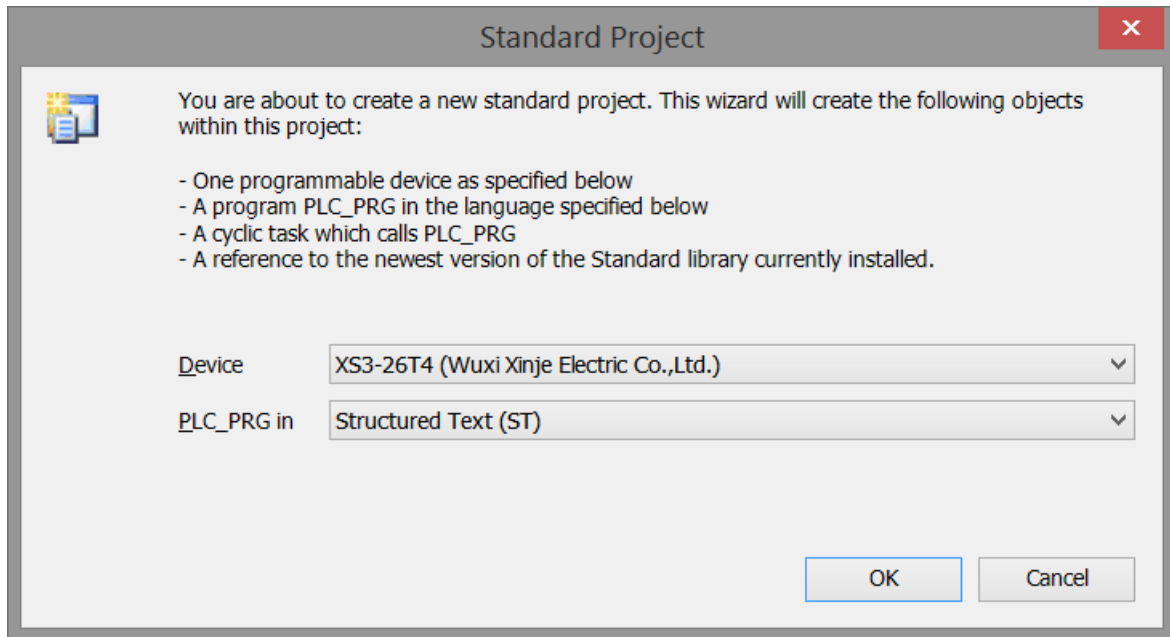 Standard Project
You are about to create a new standard project. This wizard will create the following objects
within this project:
- One programmable device as specified below
- A program PLC_PRG in the language specified below
- A cyclic task which calls PLC_PRG
- A reference to the newest version of the Standard library currently installed.
Device XS3-26T4 (Wuxi Xinje Electric Co.,Ltd.)
PLC_PRG in Structured Text (ST)
OK Cancel